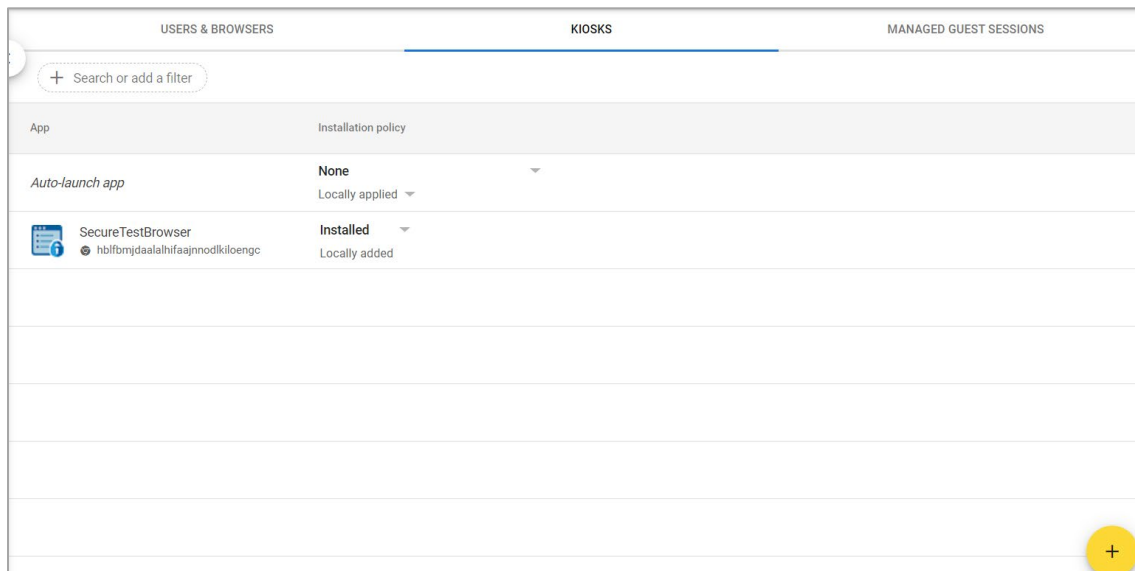 USERS & BROWSERS
KIOSKS
MANAGED GUEST SESSIONS
+ Search or add a filter
App
Installation policy
Auto-launch app
None
Locally applied
SecureTestBrowser
hblfbmjdaalalhifaajnnodlkiloengc
Installed
Locally added
+